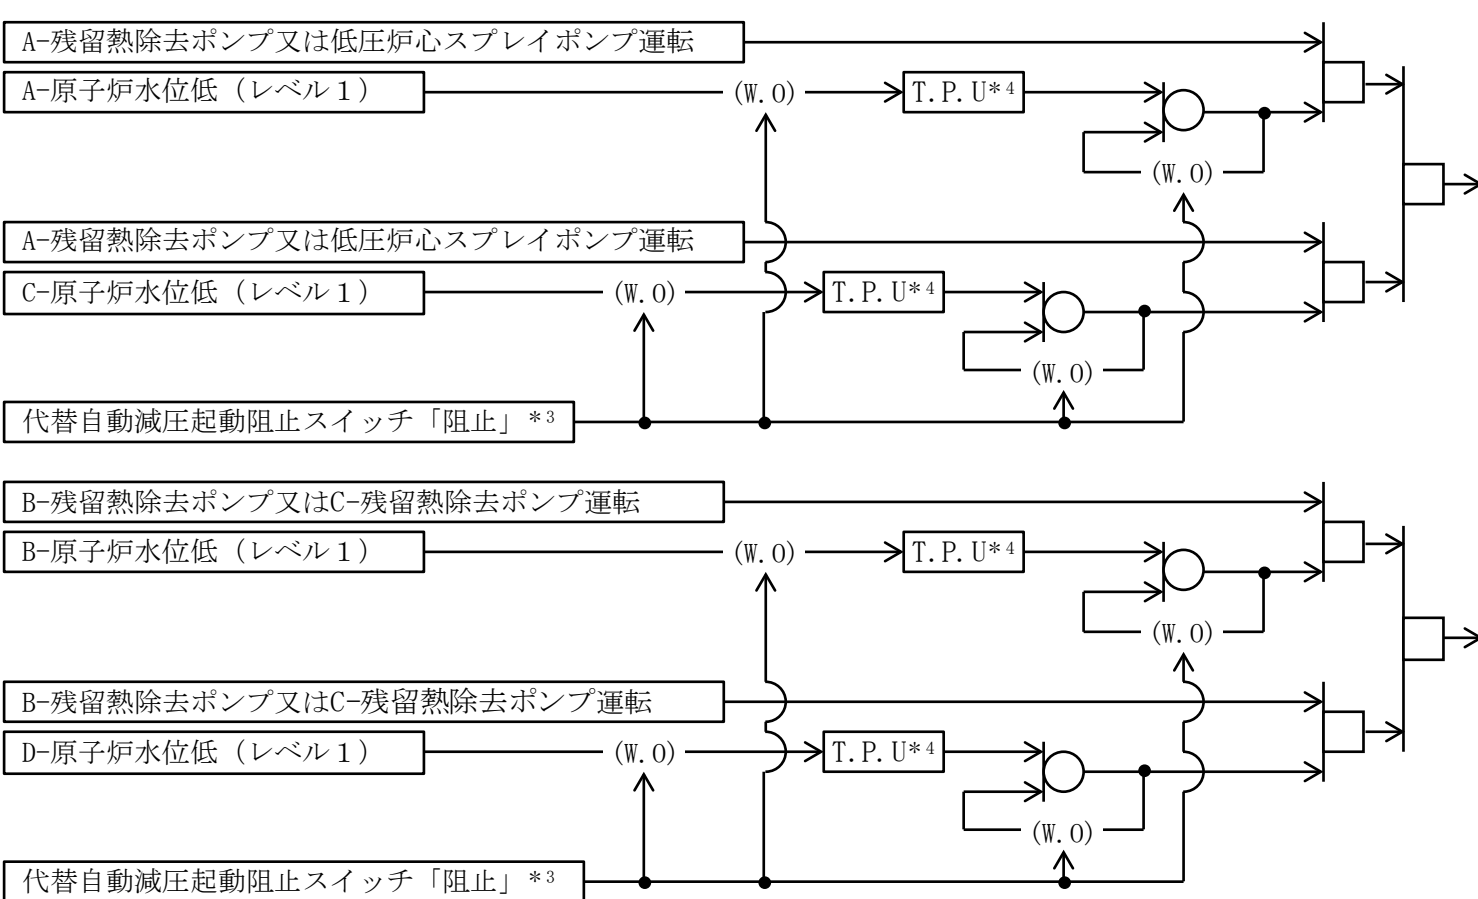 A-残留熱除去ポンプ又は低圧炉心スプレイポンプ運転
A-原子炉水位低（レベル１）
(W.O)
T.P.U*4
(W.O)
A-残留熱除去ポンプ又は低圧炉心スプレイポンプ運転
C-原子炉水位低（レベル１）
(W.O)
T.P.U*4
(W.O)
代替自動減圧起動阻止スイッチ「阻止」*3
B-残留熱除去ポンプ又はC-残留熱除去ポンプ運転
B-原子炉水位低（レベル１）
(W.O)
T.P.U*4
(W.O)
B-残留熱除去ポンプ又はC-残留熱除去ポンプ運転
D-原子炉水位低（レベル１）
(W.O)
T.P.U*4
(W.O)
代替自動減圧起動阻止スイッチ「阻止」*3